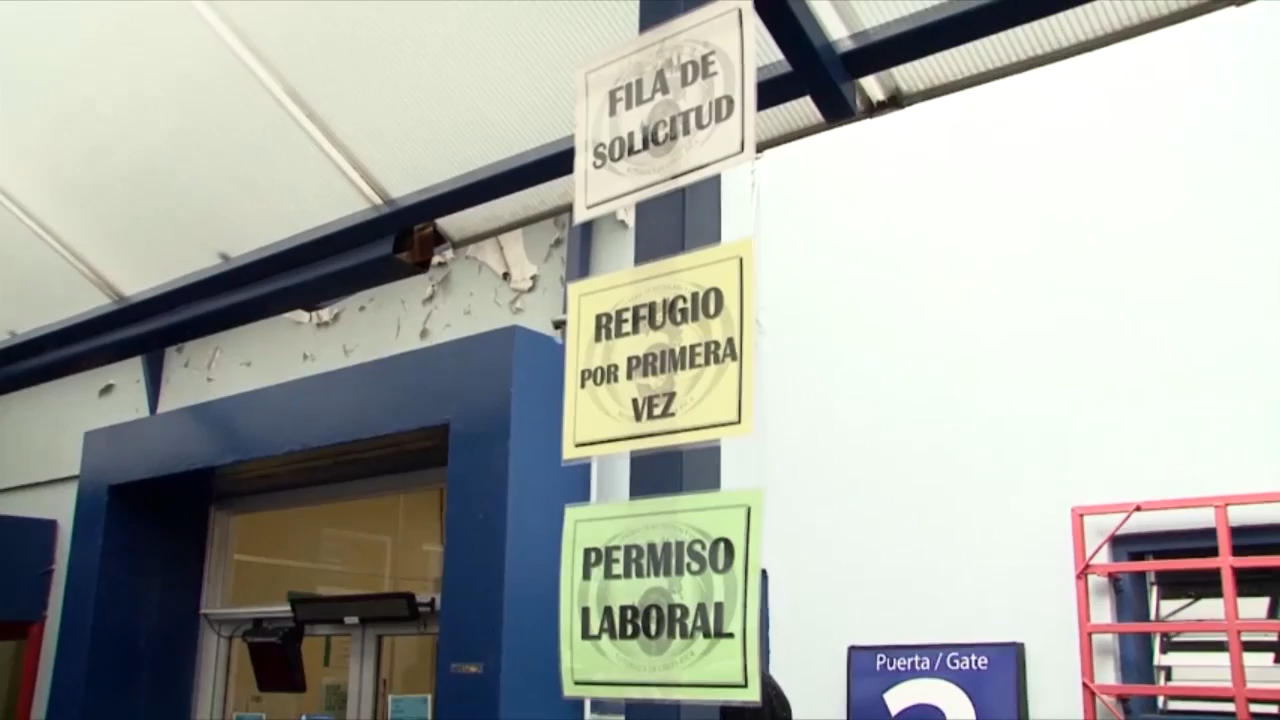 FILA DE
SOLICITUD
REFUGIO
POR PRIMERA
VEZ
PERMISO
LABORAL
Puerta / Gate